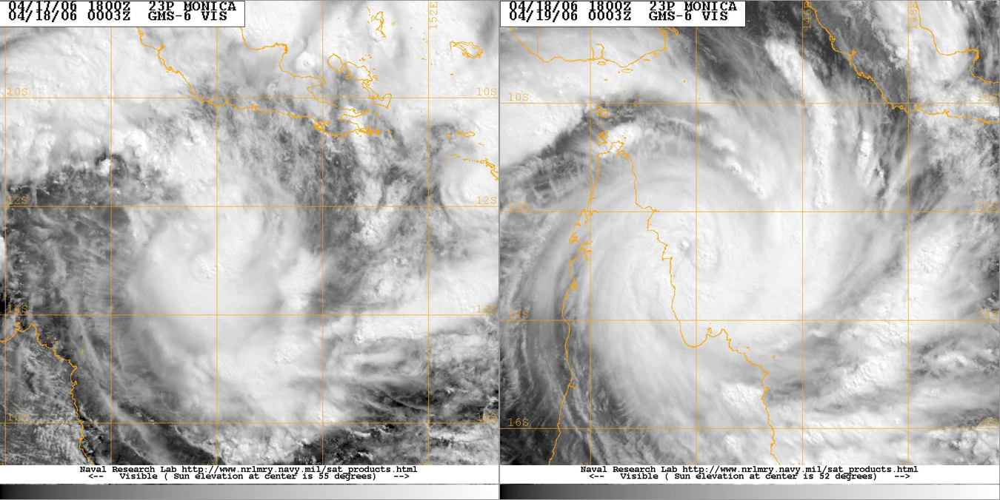 04/17/06 1800Z 23P MONICA
04/18/06 0003Z GMS-6 VIS
152E
10S 10S
12S 12S
14S 14S
16S 16S
Naval Research Lab http://www.nrlmry.navy.mil/sat_products.html
<-- Visible ( Sun elevation at center is 55 degrees) -->
04/18/06 1800Z 23P MONICA
04/19/06 0003Z GMS-6 VIS
146E 148E
10S 10S
12S 12S
14S 14S
16S 16S
Naval Research Lab http://www.nrlmry.navy.mil/sat_products.html
<-- Visible ( Sun elevation at center is 52 degrees) -->